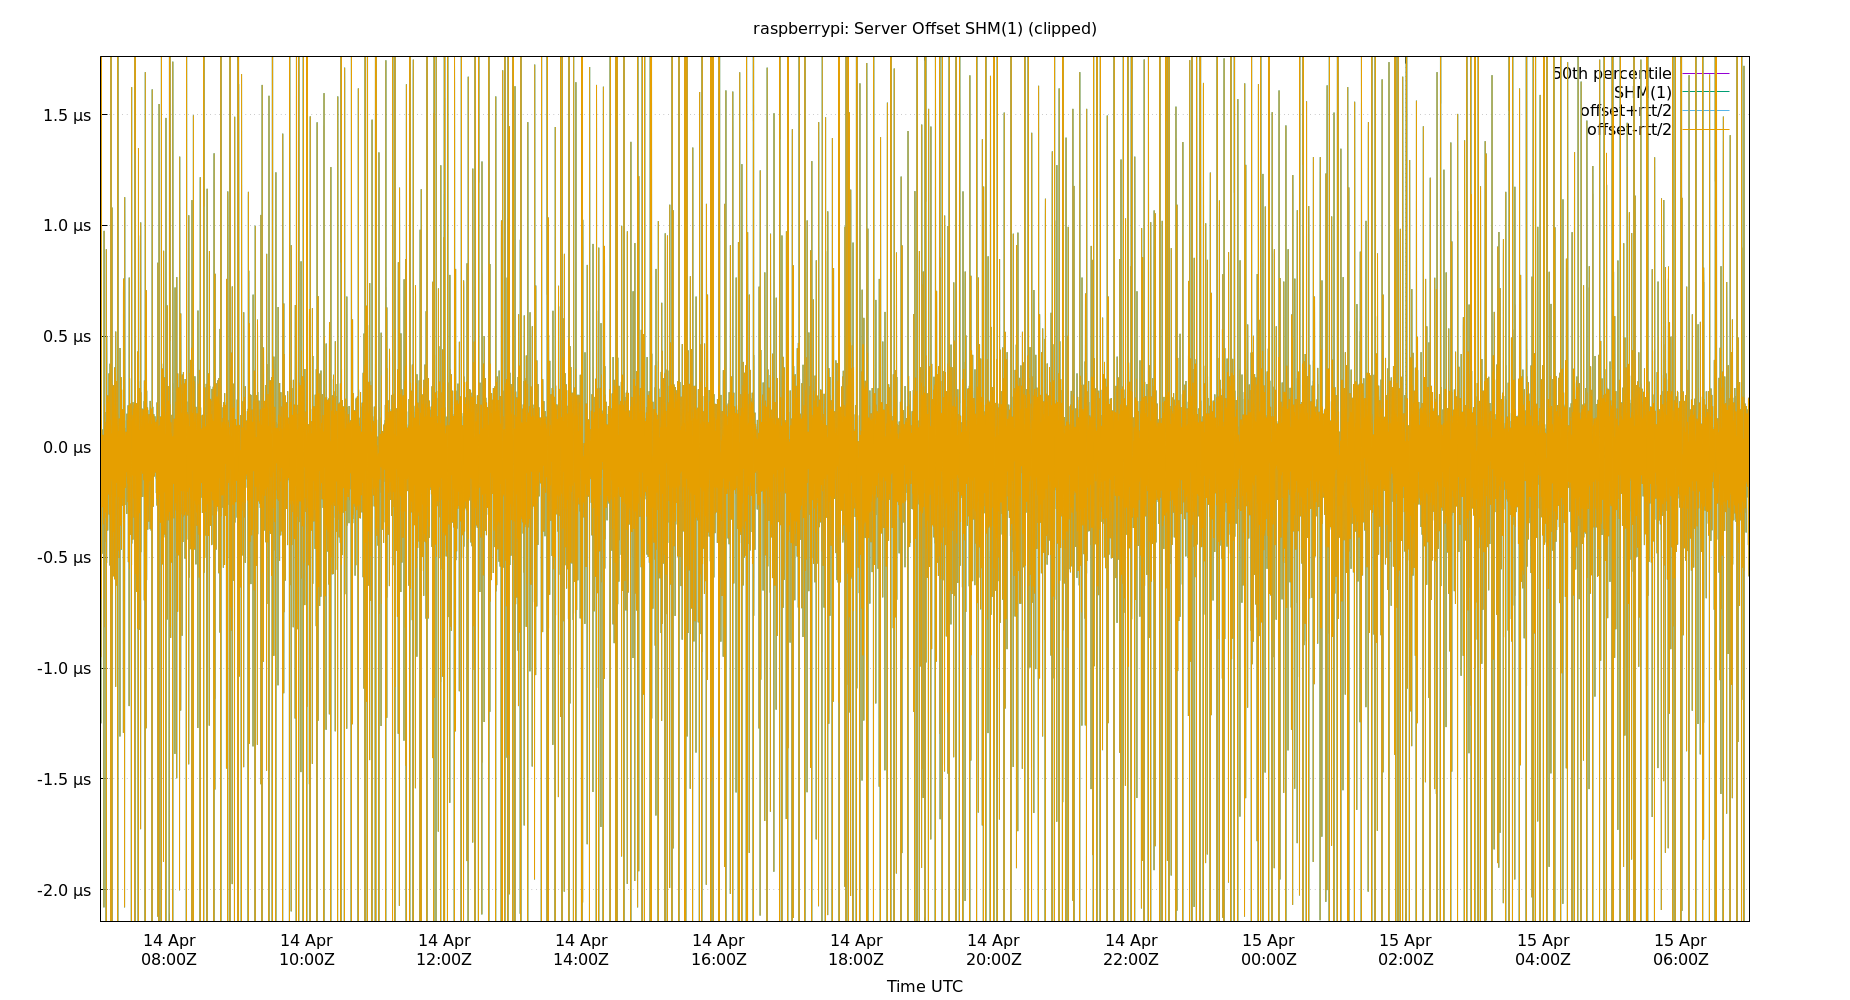 raspberrypi: Server Offset SHM(1) (clipped)
50th percentile
SHM(1)
offset+rtt/2
offset-rtt/2
1.5 µs
1.0 µs
0.5 µs
0.0 µs
-0.5 µs
-1.0 µs
-1.5 µs
-2.0 µs
14 Apr 14 Apr 14 Apr 14 Apr 14 Apr 14 Apr 14 Apr 14 Apr 15 Apr 15 Apr 15 Apr 15 Apr
08:00Z 10:00Z 12:00Z 14:00Z 16:00Z 18:00Z 20:00Z 22:00Z 00:00Z 02:00Z 04:00Z 06:00Z
Time UTC